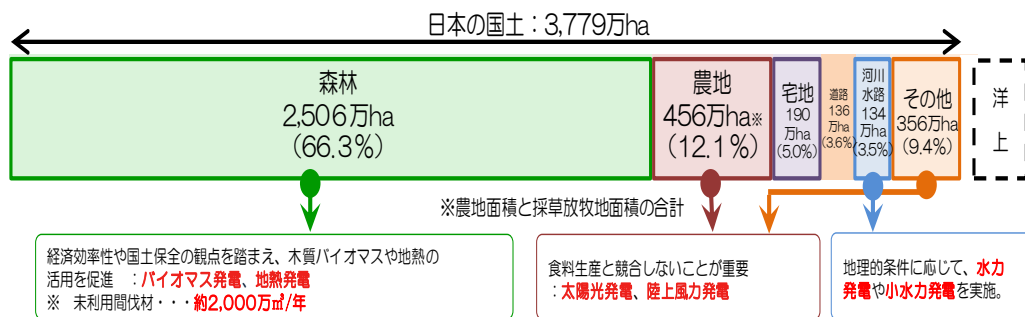 日本の国土：3,779万ha
森林
2,506万ha
(66.3%)
農地
456万ha※
(12.1%)
宅地
190
万ha
(5.0%)
道路
136
万ha
(3.6%)
河川
水路
134
万ha
(3.5%)
その他
356万ha
(9.4%)
洋
上
※農地面積と採草放牧地面積の合計
経済効率性や国土保全の観点を踏まえ、木質バイオマスや地熱の
活用を促進　：バイオマス発電、地熱発電
※　未利用間伐材・・・約2,000万㎥/年
食料生産と競合しないことが重要
：太陽光発電、陸上風力発電
地理的条件に応じて、水力
発電や小水力発電を実施。